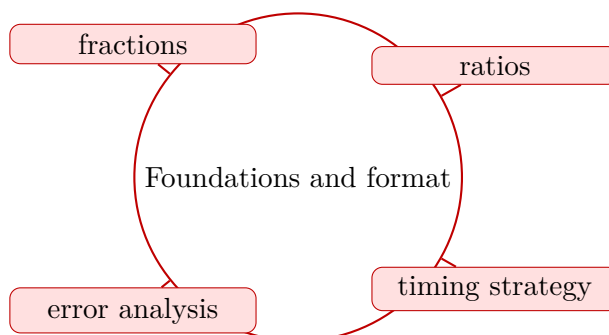 fractions
ratios
Foundations and format
timing strategy
error analysis